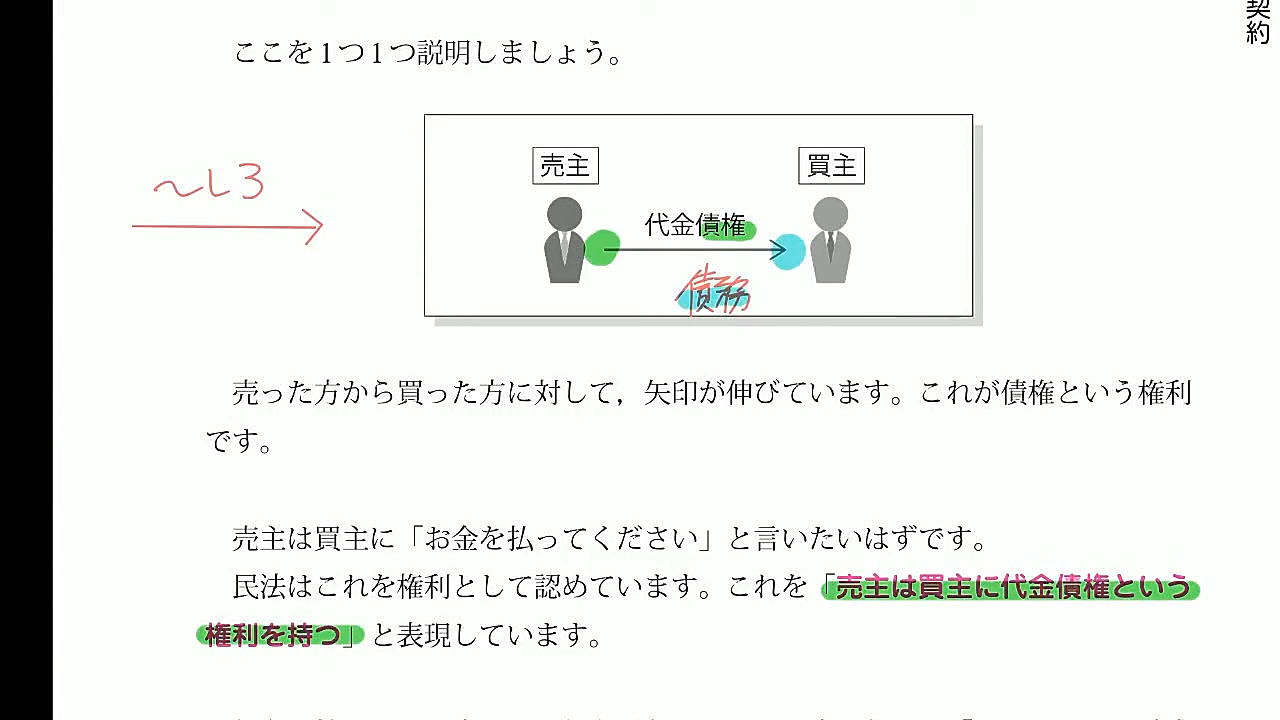 契約
ここを1つ1つ説明しましょう。
〜しろ
売主
買主
代金債権
債務
売った方から買った方に対して，矢印が伸びています。これが債権という権利
です。
売主は買主に「お金を払ってください」と言いたいはずです。
民法はこれを権利として認めています。これを「売主は買主に代金債権という
権利を持つ」と表現しています。